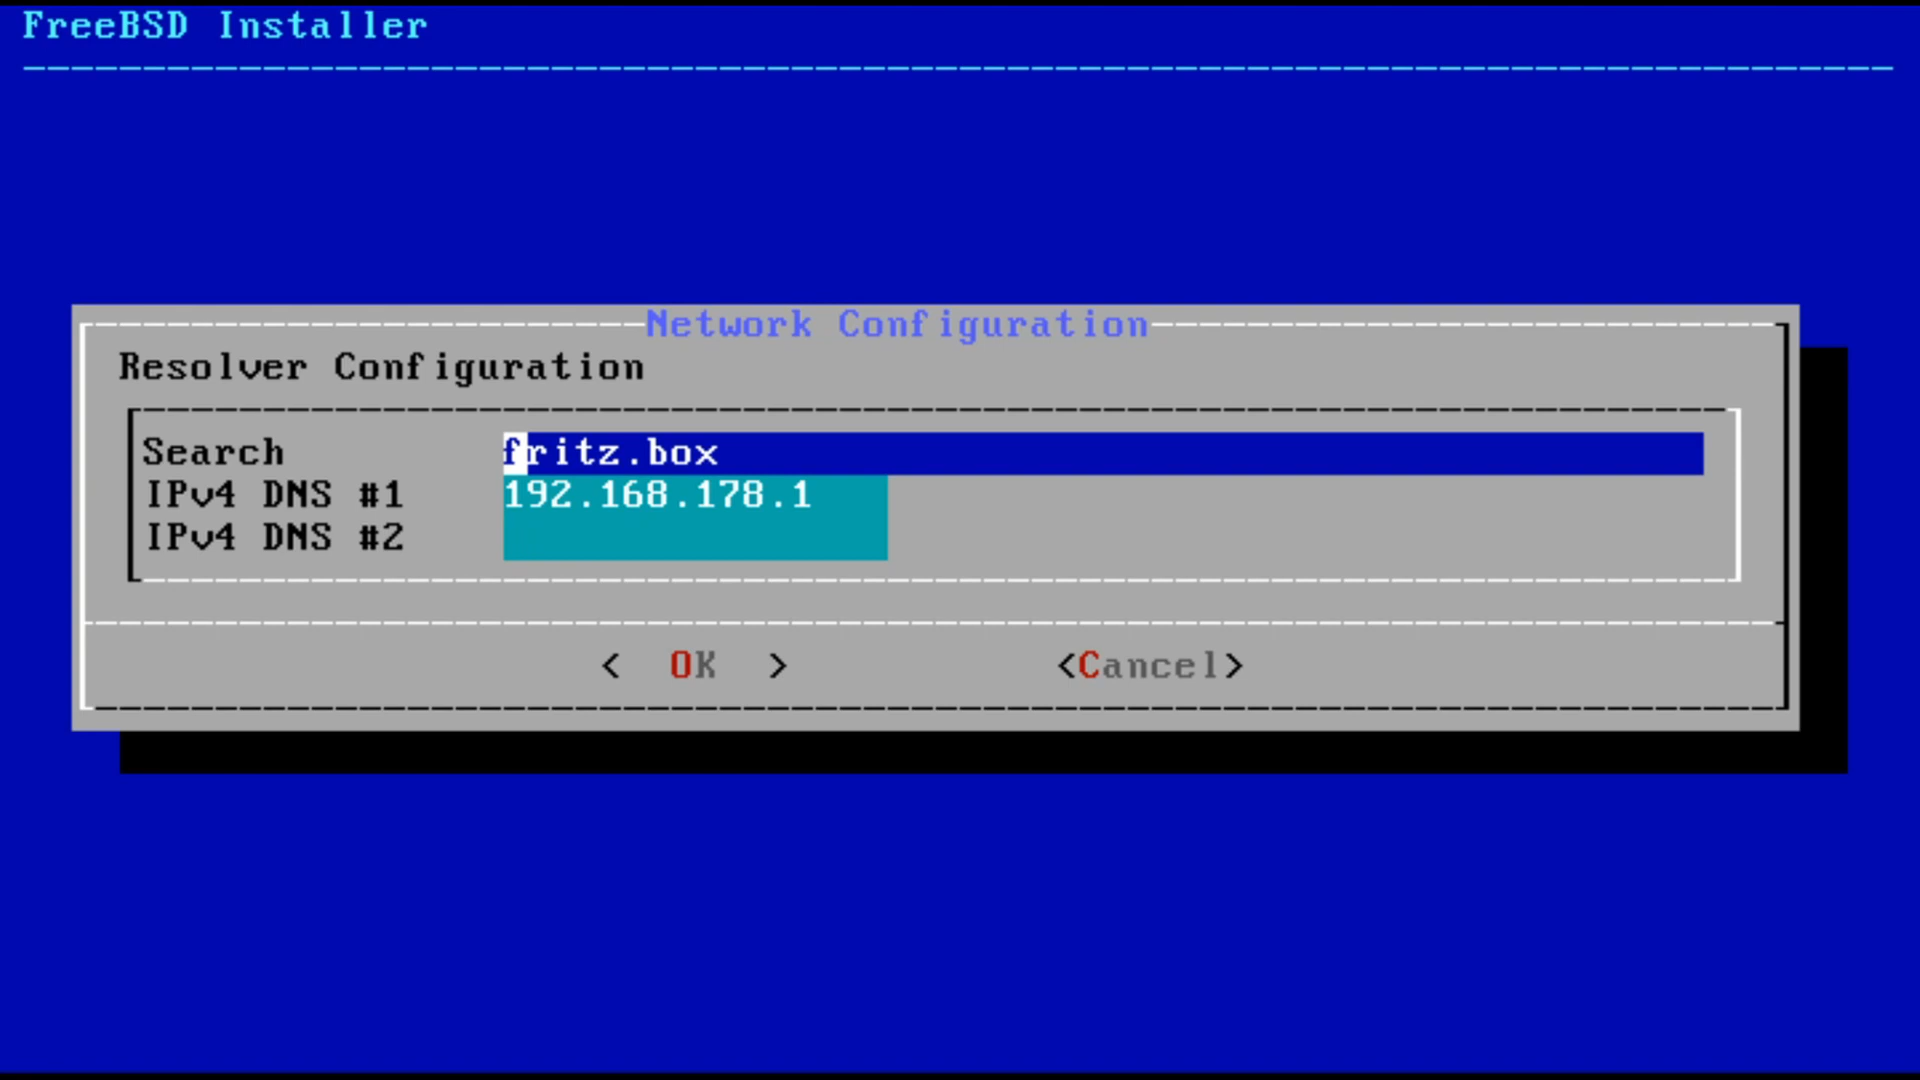 FreeBSD Installer
Network Configuration
Resolver Configuration
Search fritz.box
IPv4 DNS #1 192.168.178.1
IPv4 DNS #2
< OK > <Cancel>